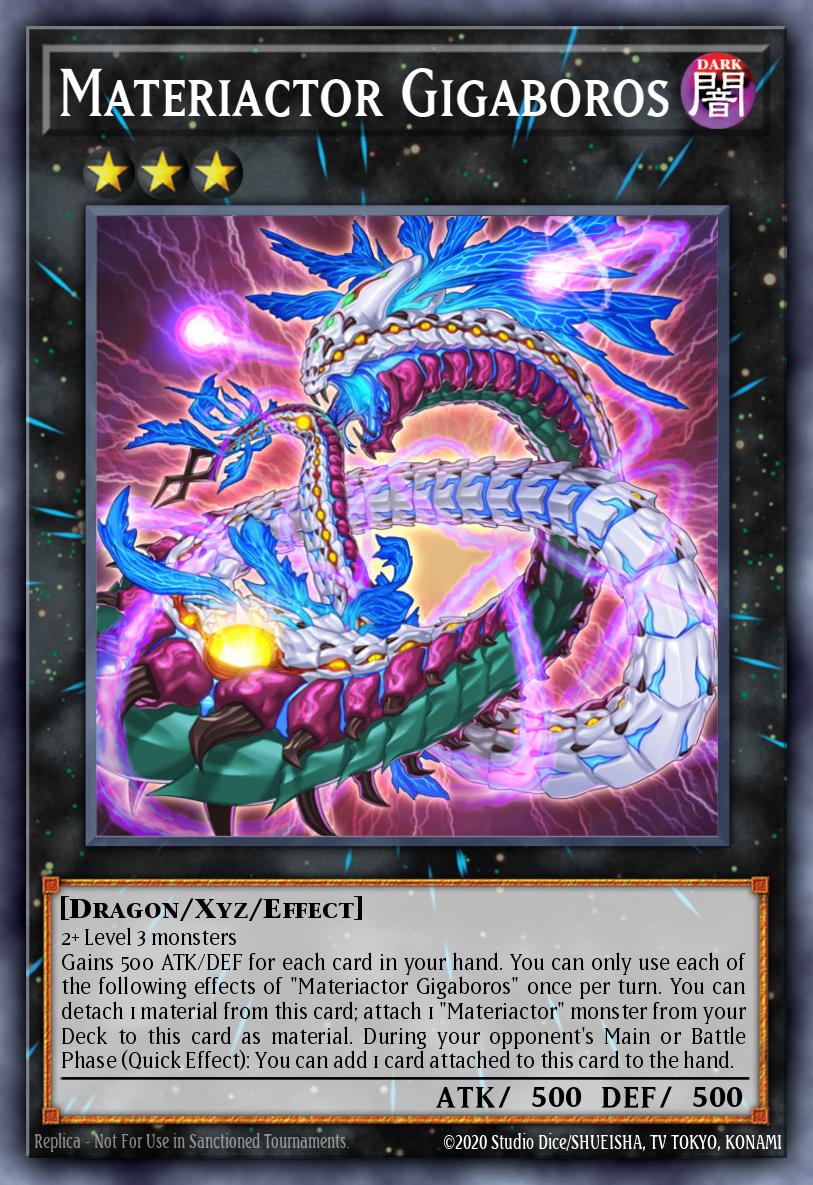 Materiactor Gigaboros
DARK
闇
[Dragon/Xyz/Effect]
2+ Level 3 monsters
Gains 500 ATK/DEF for each card in your hand. You can only use each of
the following effects of "Materiactor Gigaboros" once per turn. You can
detach 1 material from this card; attach 1 "Materiactor" monster from your
Deck to this card as material. During your opponent's Main or Battle
Phase (Quick Effect): You can add 1 card attached to this card to the hand.
ATK/ 500 DEF/ 500
Replica - Not For Use in Sanctioned Tournaments.
©2020 Studio Dice/SHUEISHA, TV TOKYO, KONAMI